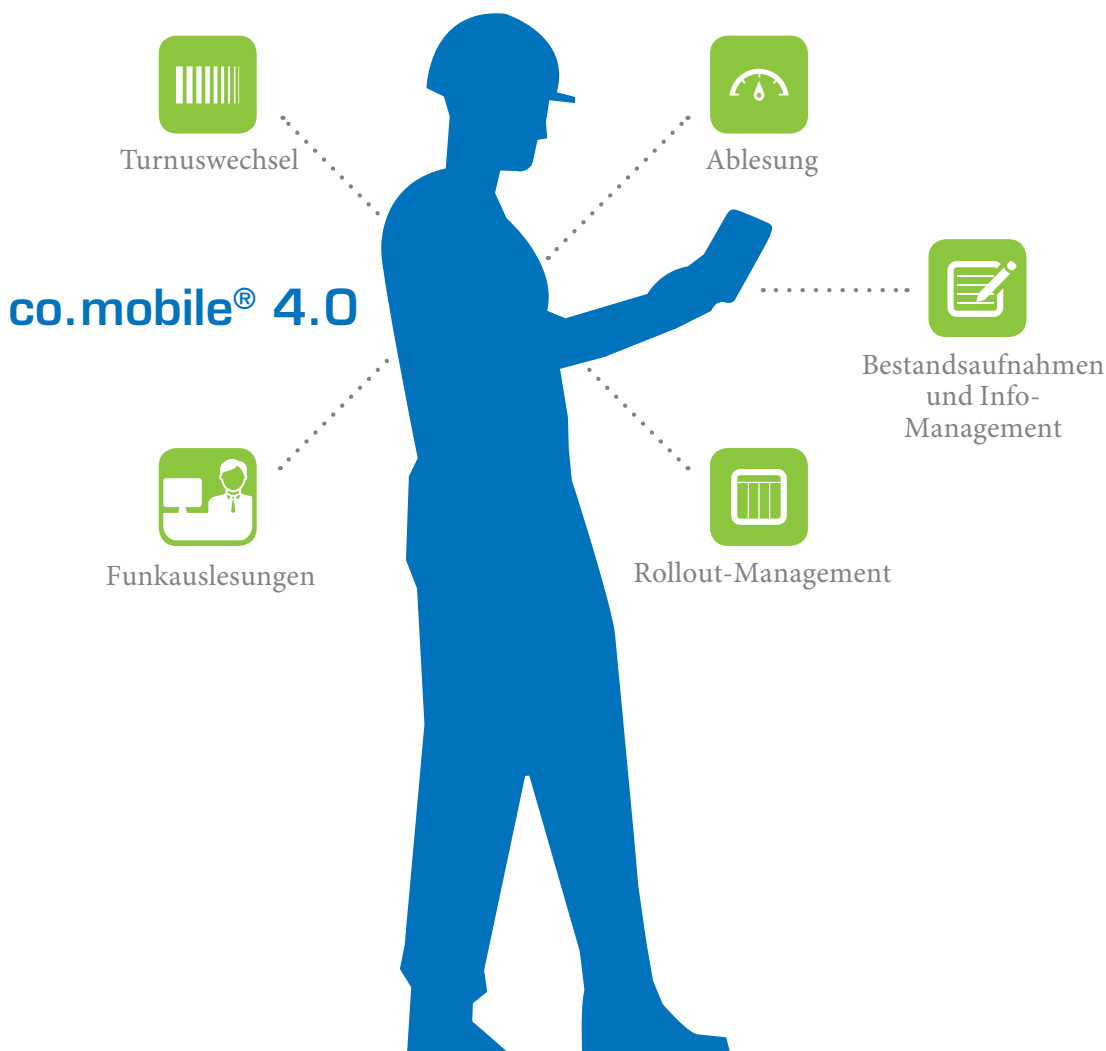 Turnuswechsel
Ablesung
co.mobile® 4.0
Bestandsaufnahmen
und Info-
Management
Funkauslesungen
Rollout-Management